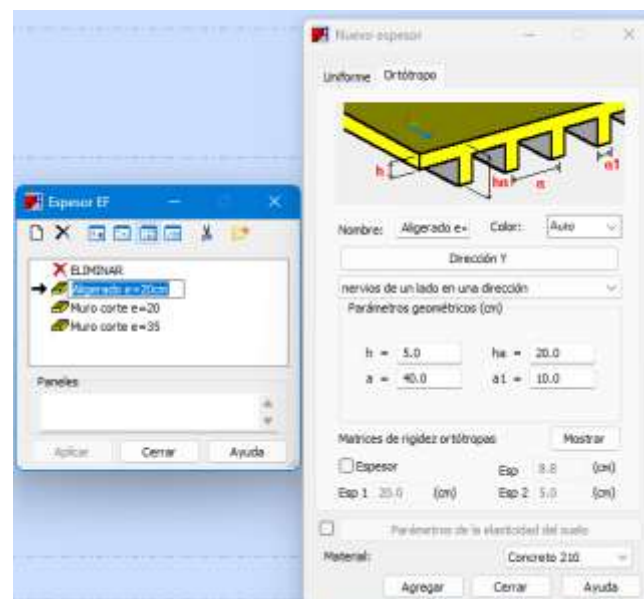 Espesor EF
ELIMINAR
Aligerado e=20cm
Muro corte e=20
Muro corte e=35
Paneles
Aplicar Cerrar Ayuda
Nuevo espesor
Uniforme Ortótropo
h ha a a1
Nombre: Aligerado e= Color: Auto
Dirección Y
nervios de un lado en una dirección
Parámetros geométricos (cm)
h = 5.0 ha = 20.0
a = 40.0 a1 = 10.0
Matrices de rigidez ortótropas Mostrar
Espesor Esp 8.8 (cm)
Esp 1 20.0 (cm) Esp 2 5.0 (cm)
Parámetros de la elasticidad del suelo
Material: Concreto 210
Agregar Cerrar Ayuda